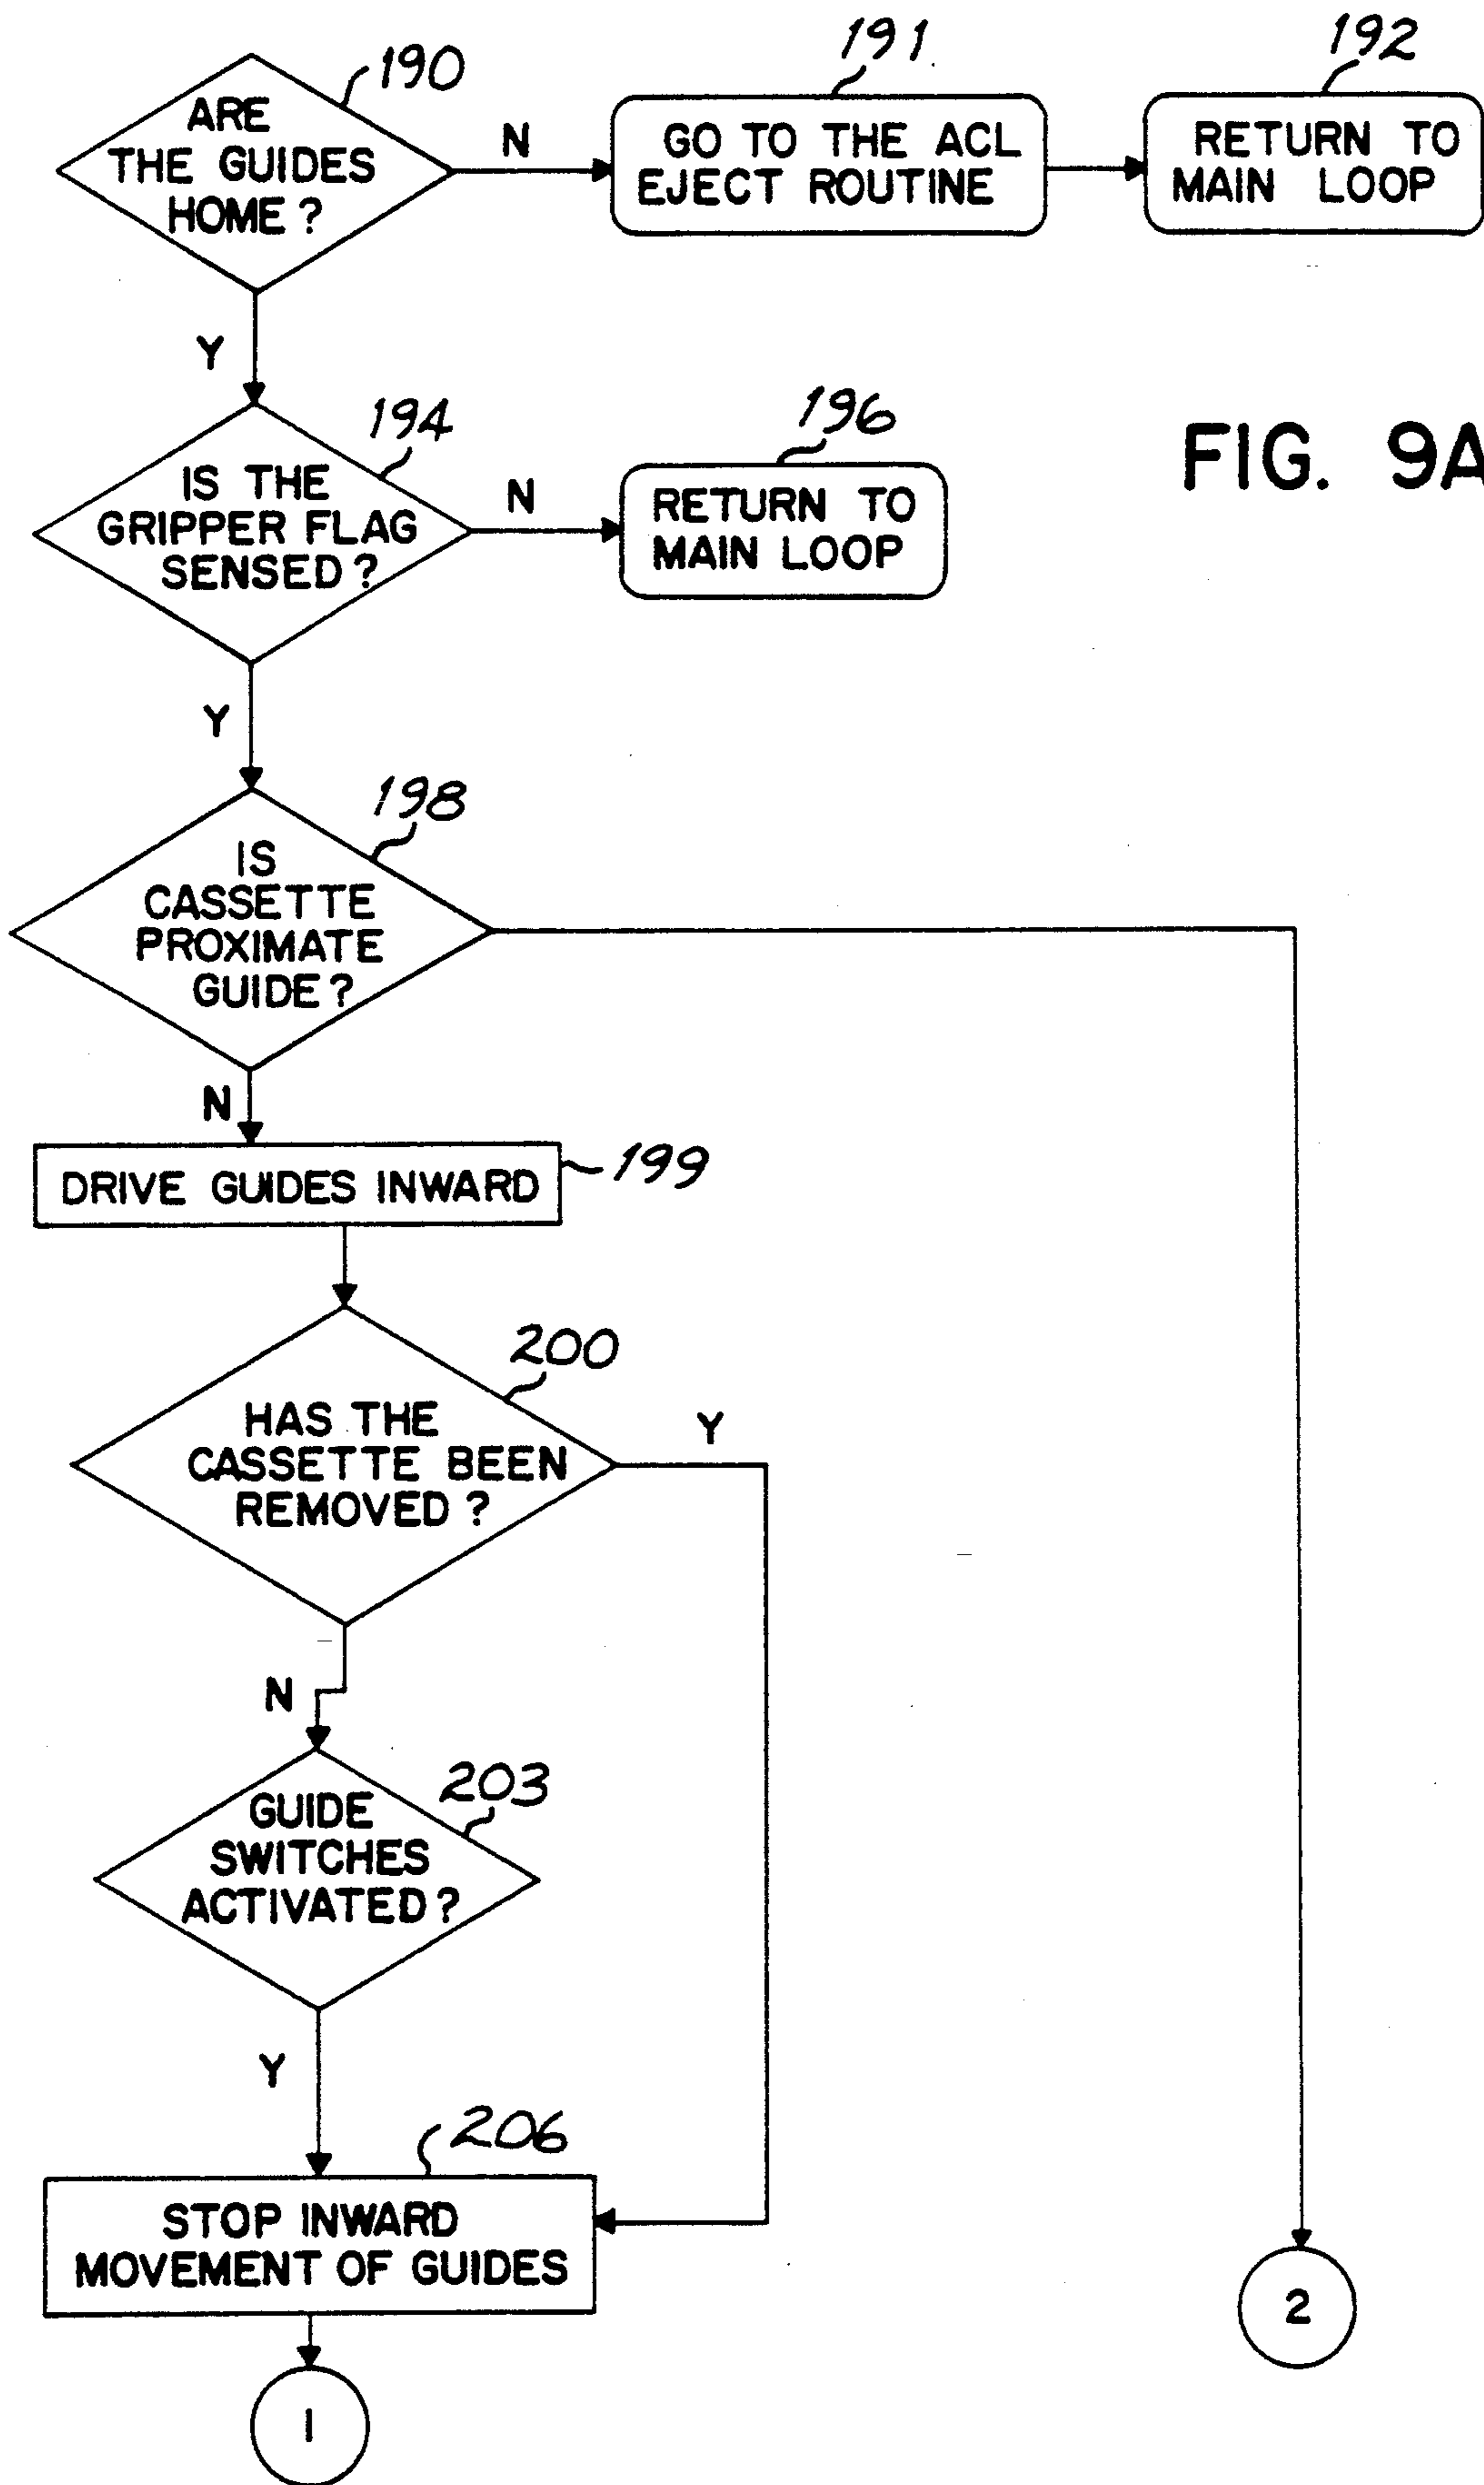 190
ARE
THE GUIDES
HOME?
N
191
GO TO THE ACL
EJECT ROUTINE
192
RETURN TO
MAIN LOOP
Y
194
IS THE
GRIPPER FLAG
SENSED?
N
196
RETURN TO
MAIN LOOP
FIG. 9A
Y
198
IS
CASSETTE
PROXIMATE
GUIDE?
N
DRIVE GUIDES INWARD
199
200
HAS THE
CASSETTE BEEN
REMOVED?
Y
N
203
GUIDE
SWITCHES
ACTIVATED?
Y
206
STOP INWARD
MOVEMENT OF GUIDES
2
1